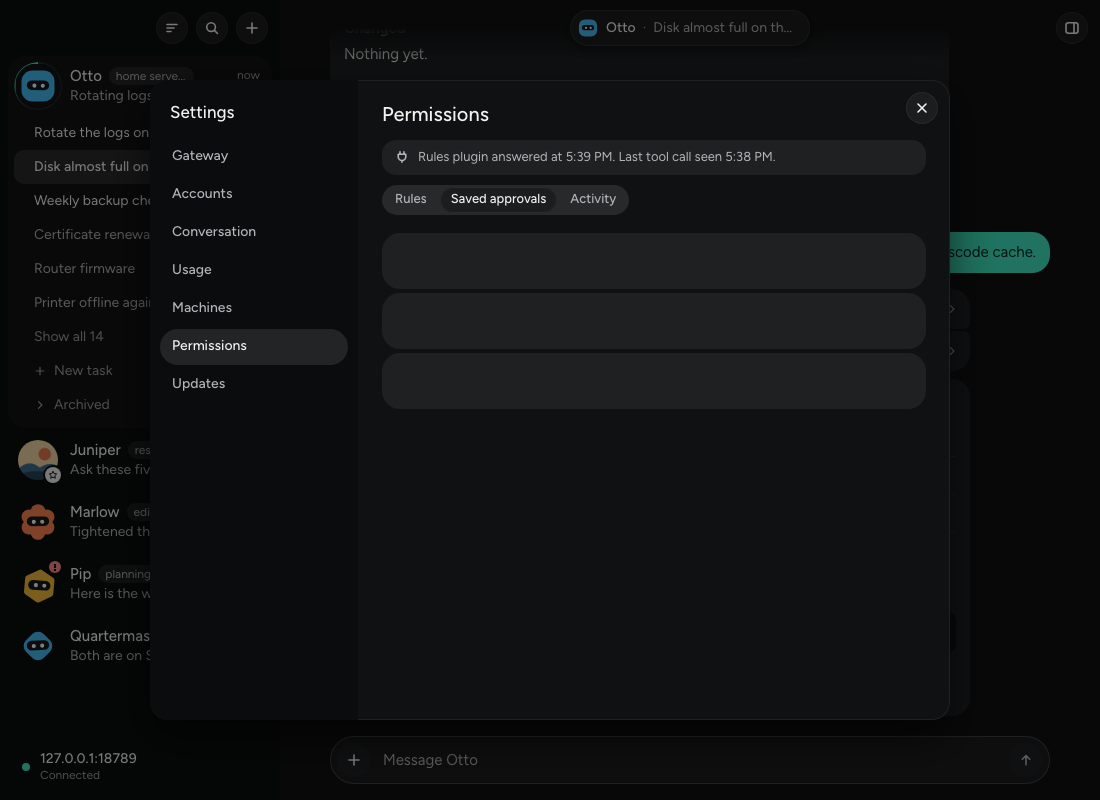 Otto · Disk almost full on th...
Nothing yet.
Otto home serve... now
Rotating logs
Rotate the logs on
Disk almost full on
Weekly backup che
Certificate renewa
Router firmware
Printer offline agai
Show all 14
New task
Archived
Juniper res
Ask these fiv
Marlow edi
Tightened th
Pip planning
Here is the w
Quartermas
Both are on S
127.0.0.1:18789
Connected
Settings
Gateway
Accounts
Conversation
Usage
Machines
Permissions
Updates
Permissions
Rules plugin answered at 5:39 PM. Last tool call seen 5:38 PM.
Rules Saved approvals Activity
scode cache.
Message Otto